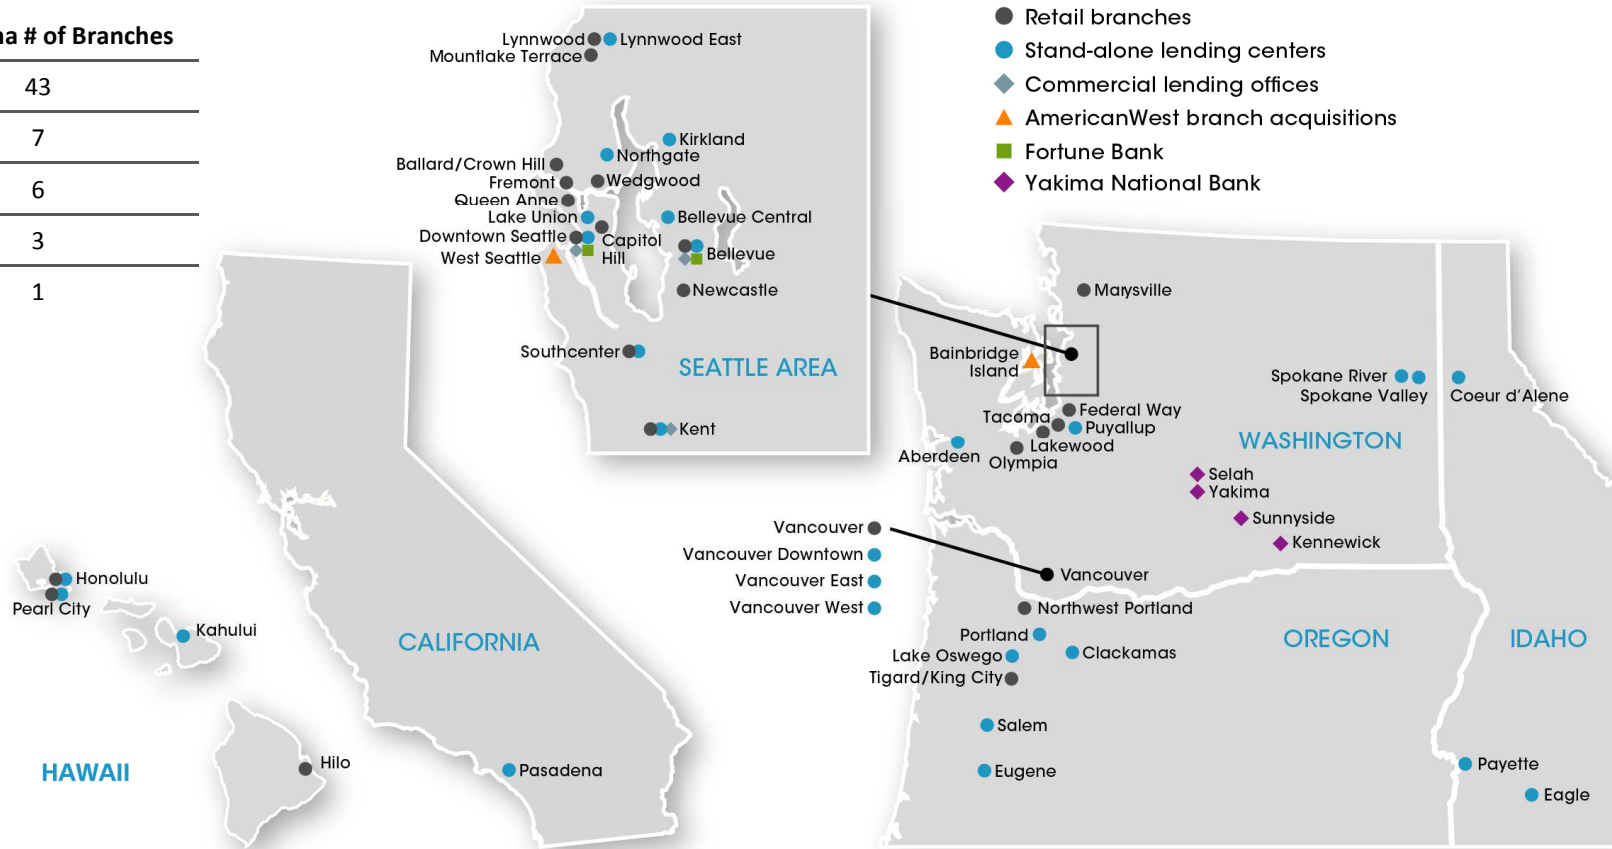 # of Branches
43
7
6
3
1
Retail branches
Stand-alone lending centers
Commercial lending offices
AmericanWest branch acquisitions
Fortune Bank
Yakima National Bank
Lynnwood
Lynnwood East
Mountlake Terrace
Kirkland
Northgate
Ballard/Crown Hill
Fremont
Wedgwood
Queen Anne
Lake Union
Bellevue Central
Downtown Seattle
Capitol
Hill
West Seattle
Bellevue
Newcastle
Southcenter
SEATTLE AREA
Kent
Marysville
Bainbridge
Island
Spokane River
Spokane Valley
Coeur d'Alene
Federal Way
Tacoma
Puyallup
Lakewood
Olympia
Aberdeen
WASHINGTON
Selah
Yakima
Sunnyside
Kennewick
Vancouver
Vancouver Downtown
Vancouver East
Vancouver West
Vancouver
Northwest Portland
Portland
Lake Oswego
Clackamas
Tigard/King City
OREGON
IDAHO
Salem
Eugene
Payette
Eagle
Honolulu
Pearl City
Kahului
CALIFORNIA
HAWAII
Hilo
Pasadena